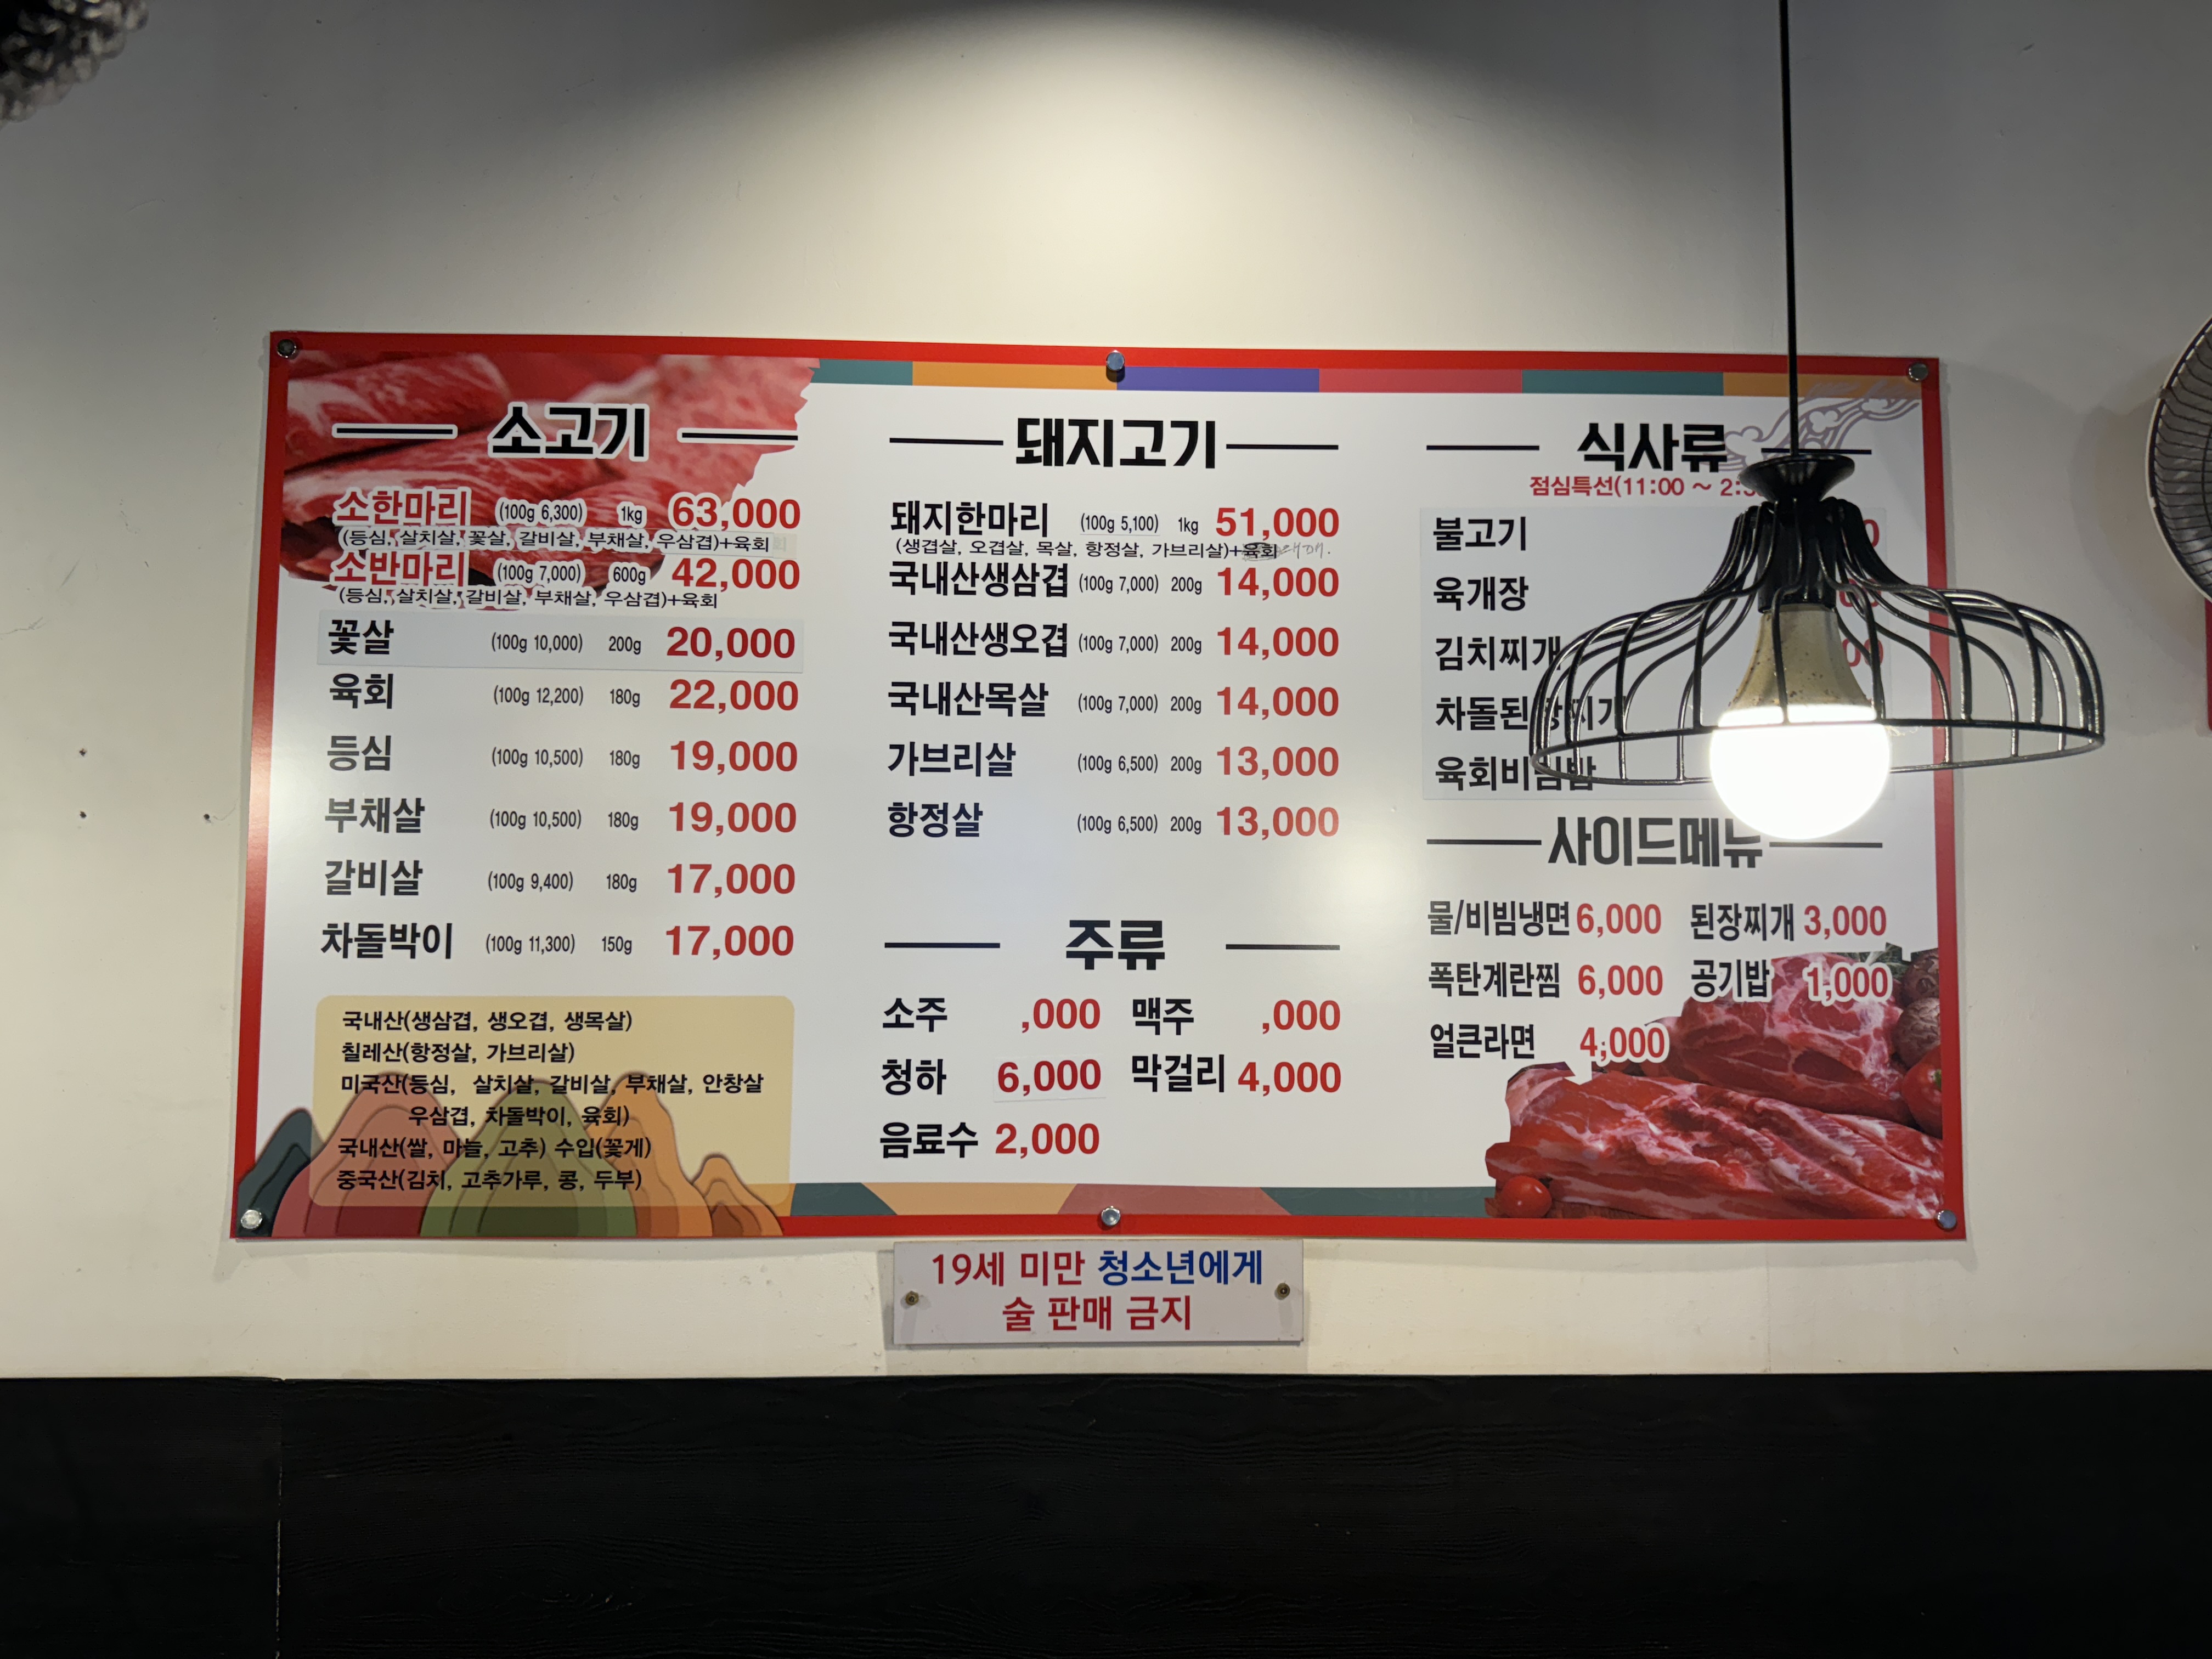 소고기
소한마리 (100g 6,300) 1kg 63,000
(등심, 살치살, 꽃살, 갈비살, 부채살, 우삼겹)+육회
소반마리 (100g 7,000) 600g 42,000
(등심, 살치살, 갈비살, 부채살, 우삼겹)+육회
꽃살 (100g 10,000) 200g 20,000
육회 (100g 12,200) 180g 22,000
등심 (100g 10,500) 180g 19,000
부채살 (100g 10,500) 180g 19,000
갈비살 (100g 9,400) 180g 17,000
차돌박이 (100g 11,300) 150g 17,000
국내산(생삼겹, 생오겹, 생목살)
칠레산(항정살, 가브리살)
미국산(등심, 살치살, 갈비살, 부채살, 안창살
우삼겹, 차돌박이, 육회)
국내산(쌀, 마늘, 고추) 수입(꽃게)
중국산(김치, 고추가루, 콩, 두부)
돼지고기
돼지한마리 (100g 5,100) 1kg 51,000
(생겹살, 오겹살, 목살, 항정살, 가브리살)+육회
국내산생삼겹 (100g 7,000) 200g 14,000
국내산생오겹 (100g 7,000) 200g 14,000
국내산목살 (100g 7,000) 200g 14,000
가브리살 (100g 6,500) 200g 13,000
항정살 (100g 6,500) 200g 13,000
주류
소주 ,000 맥주 ,000
청하 6,000 막걸리 4,000
음료수 2,000
식사류
점심특선(11:00 ~
불고기
육개장
김치찌개
육회비빔밥
사이드메뉴
물/비빔냉면 6,000 된장찌개 3,000
폭탄계란찜 6,000 공기밥 1,000
얼큰라면 4,000
19세 미만 청소년에게
술 판매 금지